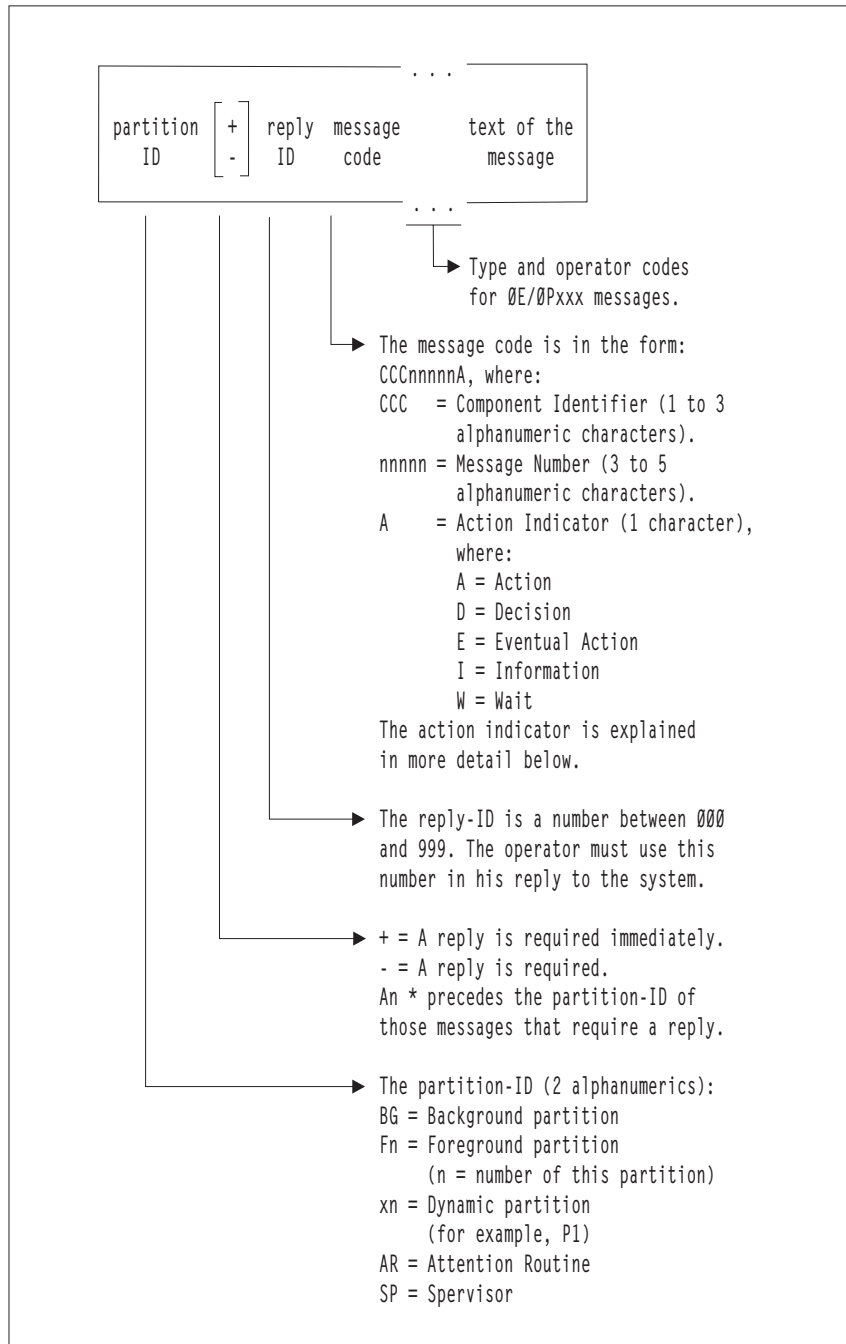 . . .
partition [+] reply message text of the
ID [-] ID code message
. . .
Type and operator codes
for ØE/ØPxxx messages.
The message code is in the form:
CCCnnnnnA, where:
CCC = Component Identifier (1 to 3
alphanumeric characters).
nnnnn = Message Number (3 to 5
alphanumeric characters).
A = Action Indicator (1 character),
where:
A = Action
D = Decision
E = Eventual Action
I = Information
W = Wait
The action indicator is explained
in more detail below.
The reply-ID is a number between ØØØ
and 999. The operator must use this
number in his reply to the system.
+ = A reply is required immediately.
- = A reply is required.
An * precedes the partition-ID of
those messages that require a reply.
The partition-ID (2 alphanumerics):
BG = Background partition
Fn = Foreground partition
(n = number of this partition)
xn = Dynamic partition
(for example, P1)
AR = Attention Routine
SP = Spervisor